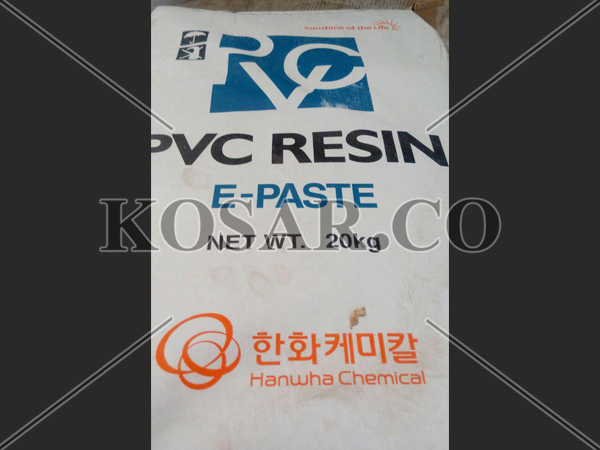 Sunshine of the Life
PVC
PVC RESIN
E-PASTE
KOSAR.CO
NET WT. 20kg
한화케미칼
Hanwha Chemical